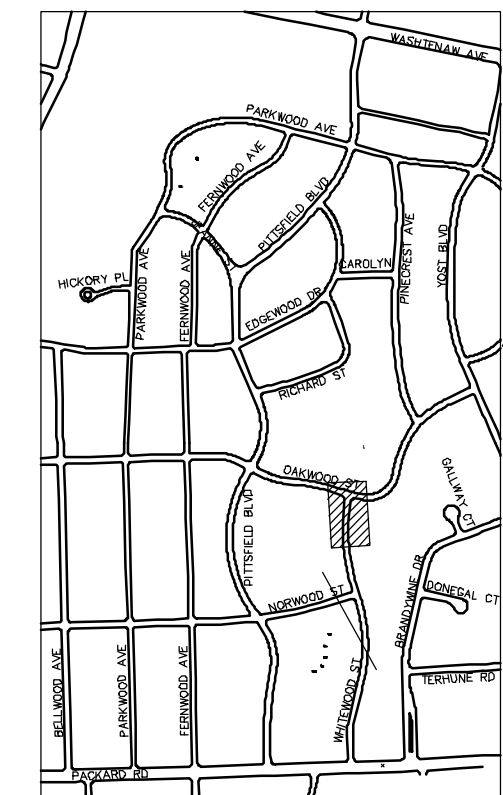 WASHTENAW AVE
PARKWOOD AVE
FERNWOOD AVE
PITTSFIELD BLVD
PINECREST AVE
YOST BLVD
CAROLYN
HICKORY PL
PARKWOOD AVE
FERNWOOD AVE
EDGEWOOD DR
RICHARD ST
OAKWOOD ST
GALLWAY CT
PITTSFIELD BLVD
NORWOOD ST
BRANDYWINE DR
DONEGAL CT
BELLWOOD AVE
PARKWOOD AVE
FERNWOOD AVE
WHITEWOOD ST
TERHUNE RD
PACKARD RD